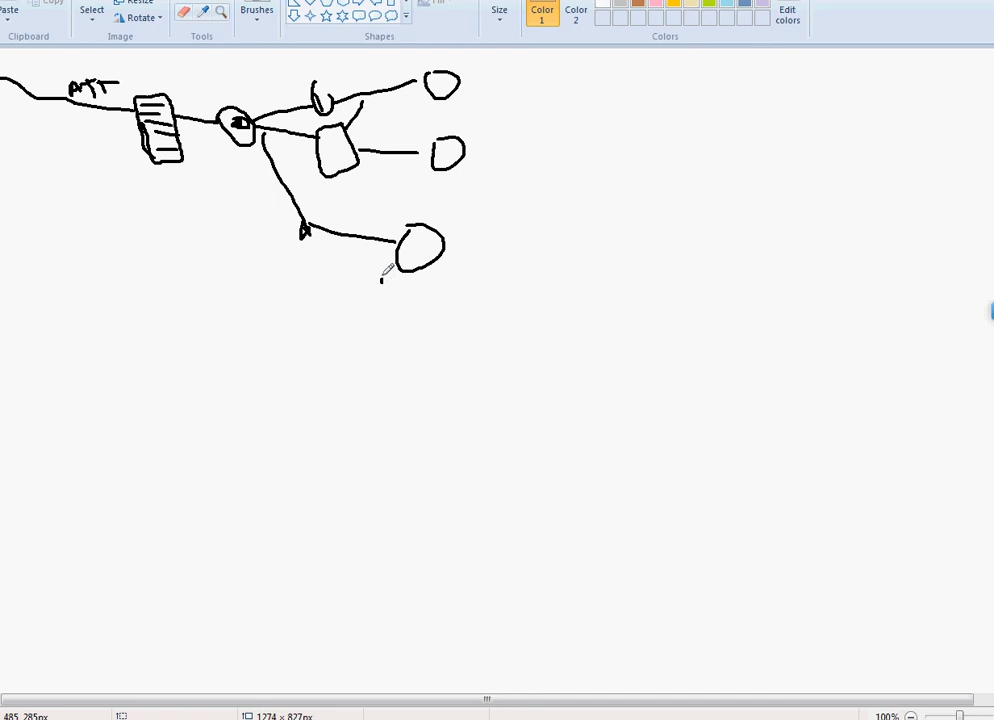 Paste
Select
Resize
Rotate
Brushes
Size
Color 1
Color 2
Edit colors
Clipboard
Image
Tools
Shapes
Colors
ATT
485, 285px
1274 × 827px
100%